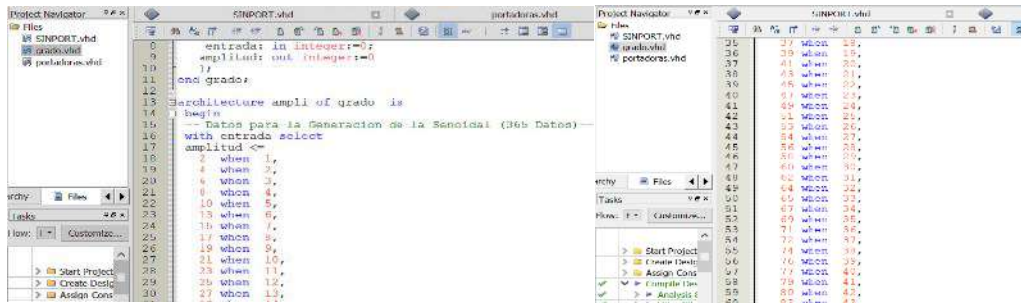 Project Navigator
Files
SINPORT.vhd
grado.vhd
portadoras.vhd
Files
Tasks
Customize...
Start Project
Create Desig
Assign Cons
SINPORT.vhd
portadoras.vhd
8 entrada: in integer:=0;
9 amplitud: out integer:=0
10 );
11 end grado;
12
13 architecture ampli of grado is
14 begin
15 -- Datos para la Generacion de la Senoidal (365 Datos)
16 with entrada select
17 amplitud <=
18 2 when 1,
19 4 when 2,
20 6 when 3,
21 8 when 4,
22 10 when 5,
23 13 when 6,
24 15 when 7,
25 17 when 8,
26 19 when 9,
27 21 when 10,
28 23 when 11,
29 25 when 12,
30 27 when 13,
Project Navigator
Files
SINPORT.vhd
grado.vhd
portadoras.vhd
Files
Tasks
Customize...
Start Project
Create Desig
Assign Cons
Compile Des
Analysis &
SINPORT.vhd
35 37 when 18,
36 39 when 19,
37 41 when 20,
38 43 when 21,
39 45 when 22,
40 47 when 23,
41 49 when 24,
42 51 when 25,
43 53 when 26,
44 54 when 27,
45 56 when 28,
46 58 when 29,
47 60 when 30,
48 62 when 31,
49 64 when 32,
50 65 when 33,
51 67 when 34,
52 69 when 35,
53 71 when 36,
54 72 when 37,
55 74 when 38,
56 76 when 39,
57 77 when 40,
58 79 when 41,
59 80 when 42,